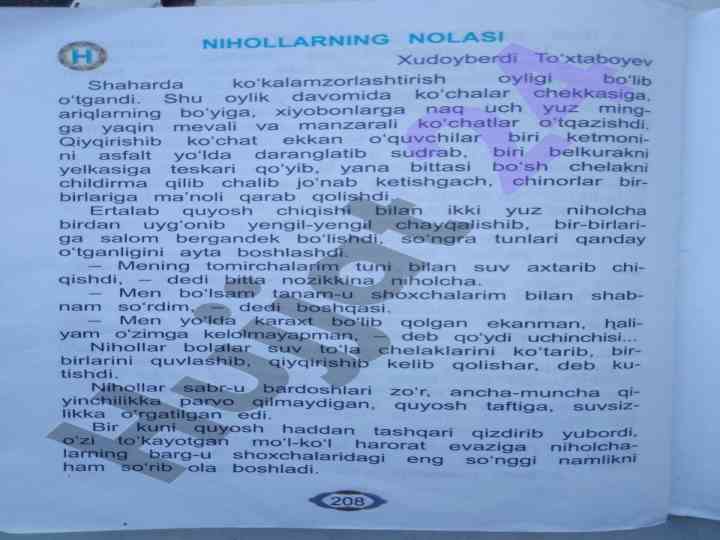 NIHOLLARNING NOLASI
H
Xudoyberdi To‘xtaboyev
Shaharda ko‘kalamzorlashtirish oyligi bo‘lib
o‘tgandi. Shu oylik davomida ko‘chalar chekkasiga,
ariqlarning bo‘yiga, xiyobonlarga naq uch yuz ming-
ga yaqin mevali va manzarali ko‘chatlar o‘tqazishdi.
Qiyqirishib ko‘chat ekkan o‘quvchilar biri ketmoni-
ni asfalt yo‘lda daranglatib sudrab, biri belkurakni
yelkasiga teskari qo‘yib, yana bittasi bo‘sh chelakni
childirma qilib chalib jo‘nab ketishgach, chinorlar bir-
birlariga ma’noli qarab qolishdi.
Ertalab quyosh chiqishi bilan ikki yuz niholcha
birdan uyg‘onib yengil-yengil chayqalishib, bir-birlari-
ga salom bergandek bo‘lishdi, so‘ngra tunlari qanday
o‘tganligini ayta boshlashdi.
– Mening tomirchalarim tuni bilan suv axtarib chi-
qishdi, – dedi bitta nozikkina niholcha.
– Men bo‘lsam tanam-u shoxchalarim bilan shab-
nam so‘rdim, – dedi boshqasi.
– Men yo‘lda karaxt bo‘lib qolgan ekanman, hali-
yam o‘zimga kelolmayapman, – deb qo‘ydi uchinchisi...
Nihollar bolalar suv to‘la chelaklarini ko‘tarib, bir-
birlarini quvlashib, qiyqirishib kelib qolishar, deb ku-
tishdi.
Nihollar sabr-u bardoshlari zo‘r, ancha-muncha qi-
yinchilikka parvo qilmaydigan, quyosh taftiga, suvsiz-
likka o‘rgatilgan edi.
Bir kuni quyosh haddan tashqari qizdirib yubordi,
o‘zi to‘kayotgan mo‘l-ko‘l harorat evaziga niholcha-
larning barg-u shoxchalaridagi eng so‘nggi namlikni
ham so‘rib ola boshladi.
208
Hujjat 24